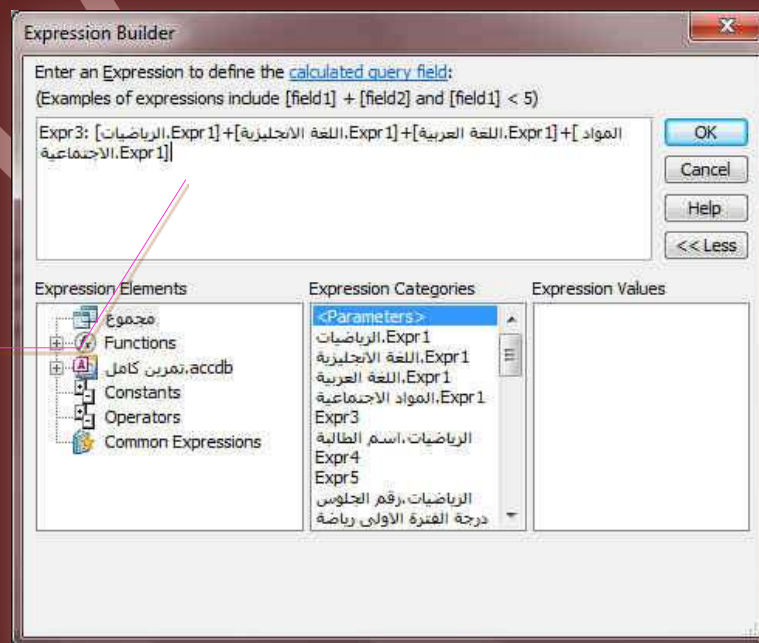 Expression Builder
Enter an Expression to define the calculated query field:
(Examples of expressions include [field1] + [field2] and [field1] < 5)
Expr3: [الرياضيات.Expr1]+[اللغة الانجليزية.Expr1]+[اللغة العربية.Expr1]+[المواد
الاجتماعية.Expr1]
OK
Cancel
Help
<< Less
Expression Elements
مجموع
Functions
تمرين كامل.accdb
Constants
Operators
Common Expressions
Expression Categories
<Parameters>
الرياضيات.Expr1
اللغة الانجليزية.Expr1
اللغة العربية.Expr1
المواد الاجتماعية.Expr1
Expr3
الرياضيات.اسم الطالبة
Expr4
Expr5
الرياضيات.رقم الجلوس
درجة الفترة الاولى رياضة
Expression Values